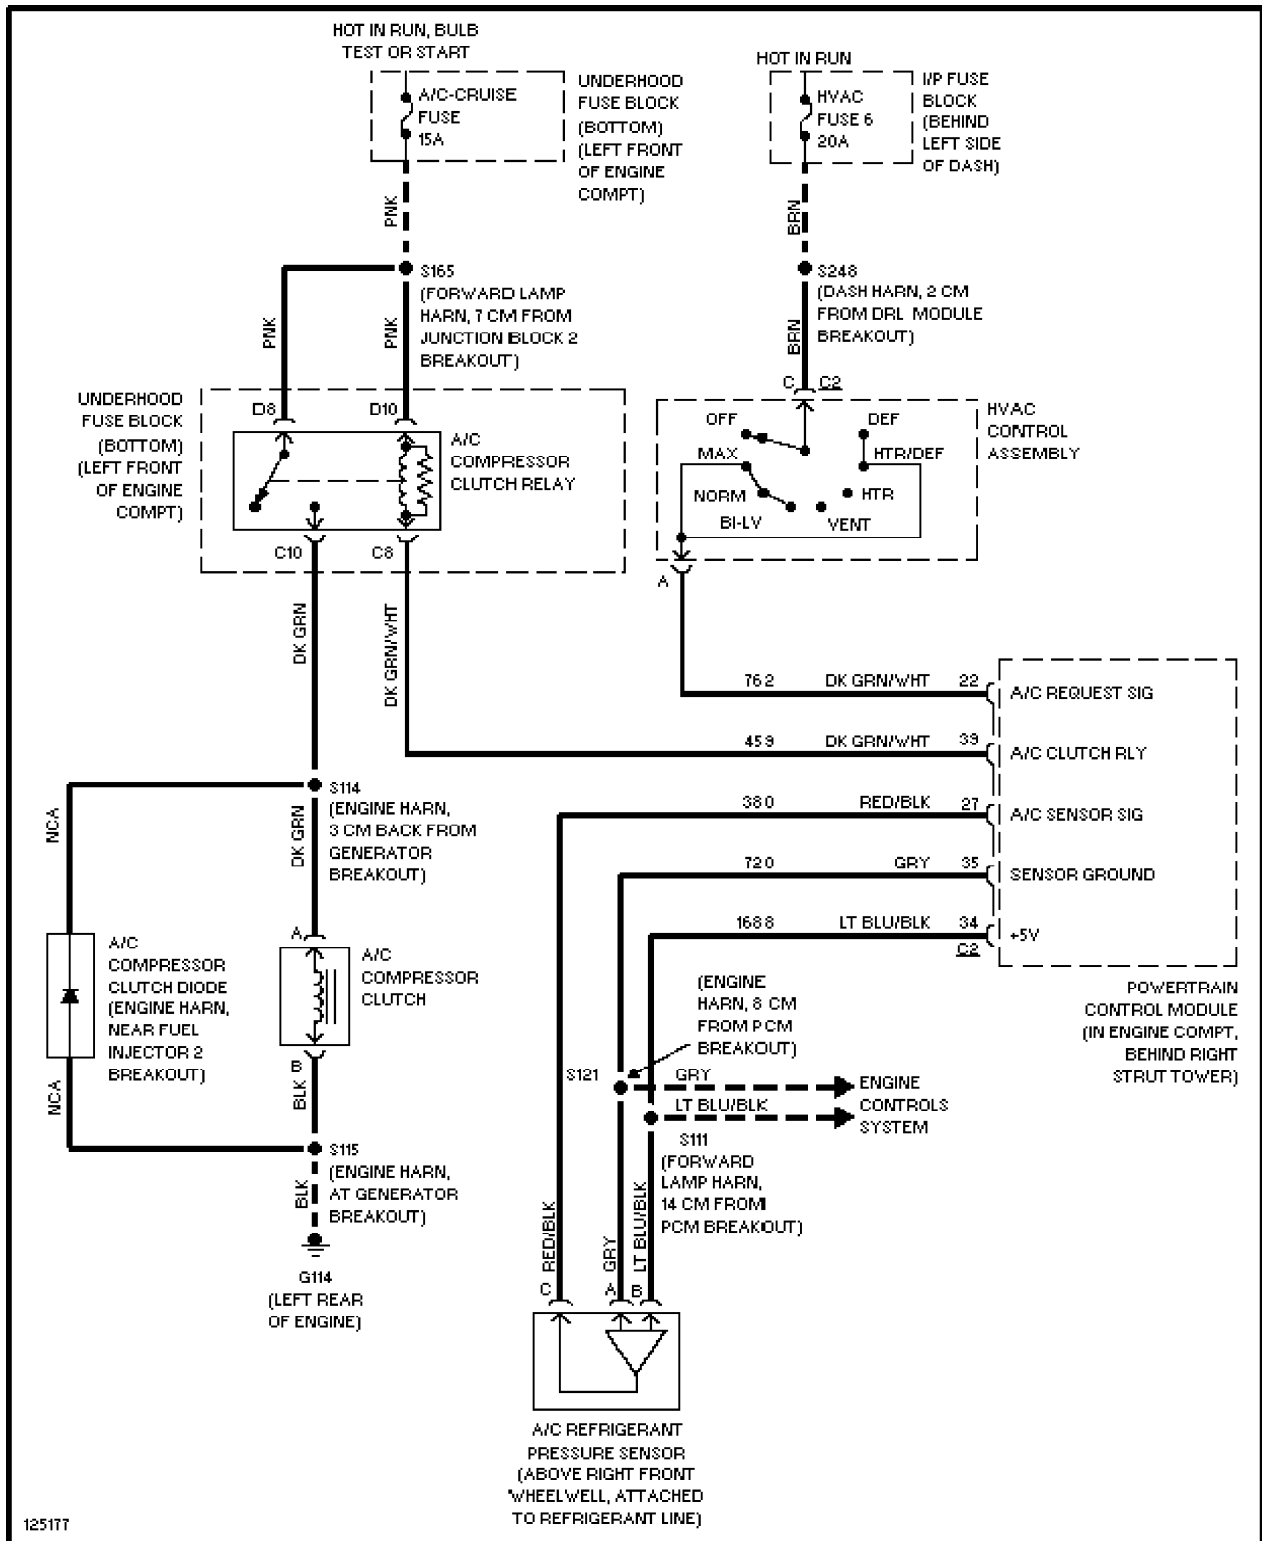 HOT IN RUN, BULB
TEST OR START
A/C-CRUISE
FUSE
15A
UNDERHOOD
FUSE BLOCK
(BOTTOM)
(LEFT FRONT
OF ENGINE
COMPT)
HOT IN RUN
HVAC
FUSE 6
20A
I/P FUSE
BLOCK
(BEHIND
LEFT SIDE
OF DASH)
PNK
BRN
S165
(FORWARD LAMP
HARN, 7 CM FROM
JUNCTION BLOCK 2
BREAKOUT)
S248
(DASH HARN, 2 CM
FROM DRL MODULE
BREAKOUT)
PNK
PNK
BRN
C C2
UNDERHOOD
FUSE BLOCK
(BOTTOM)
(LEFT FRONT
OF ENGINE
COMPT)
D8
D10
A/C
COMPRESSOR
CLUTCH RELAY
C10
C8
OFF
DEF
MAX
HTR/DEF
NORM
HTR
BI-LV
VENT
HVAC
CONTROL
ASSEMBLY
A
DK GRN
DK GRN/WHT
762 DK GRN/WHT 22
A/C REQUEST SIG
459 DK GRN/WHT 39
A/C CLUTCH RLY
380 RED/BLK 27
A/C SENSOR SIG
720 GRY 35
SENSOR GROUND
1688 LT BLU/BLK 34
+5V
C2
POWERTRAIN
CONTROL MODULE
(IN ENGINE COMPT,
BEHIND RIGHT
STRUT TOWER)
S114
(ENGINE HARN,
3 CM BACK FROM
GENERATOR
BREAKOUT)
NCA
DK GRN
A
A/C
COMPRESSOR
CLUTCH DIODE
(ENGINE HARN,
NEAR FUEL
INJECTOR 2
BREAKOUT)
A/C
COMPRESSOR
CLUTCH
B
NCA
BLK
S115
(ENGINE HARN,
AT GENERATOR
BREAKOUT)
BLK
G114
(LEFT REAR
OF ENGINE)
(ENGINE
HARN, 8 CM
FROM PCM
BREAKOUT)
S121
GRY
LT BLU/BLK
ENGINE
CONTROLS
SYSTEM
S111
(FORWARD
LAMP HARN,
14 CM FROM
PCM BREAKOUT)
RED/BLK
GRY
LT BLU/BLK
C
A
B
A/C REFRIGERANT
PRESSURE SENSOR
(ABOVE RIGHT FRONT
WHEELWELL, ATTACHED
TO REFRIGERANT LINE)
125177